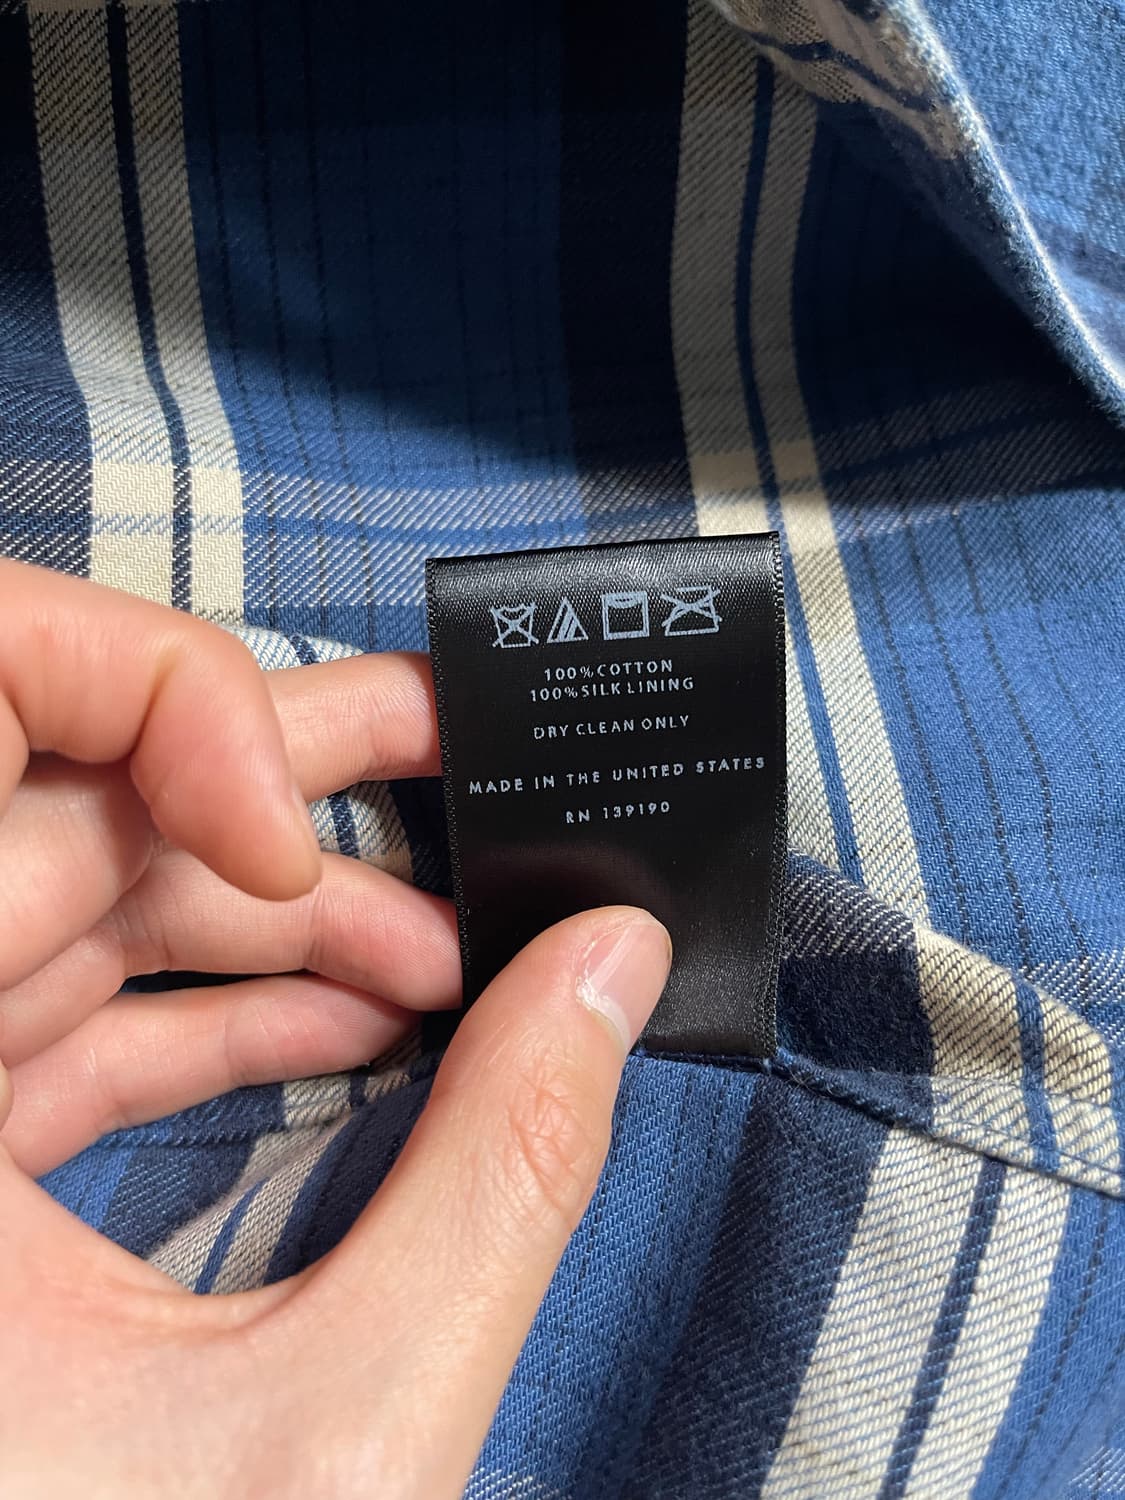 100%COTTON
100%SILK LINING
DRY CLEAN ONLY
MADE IN THE UNITED STATES
RN 139190